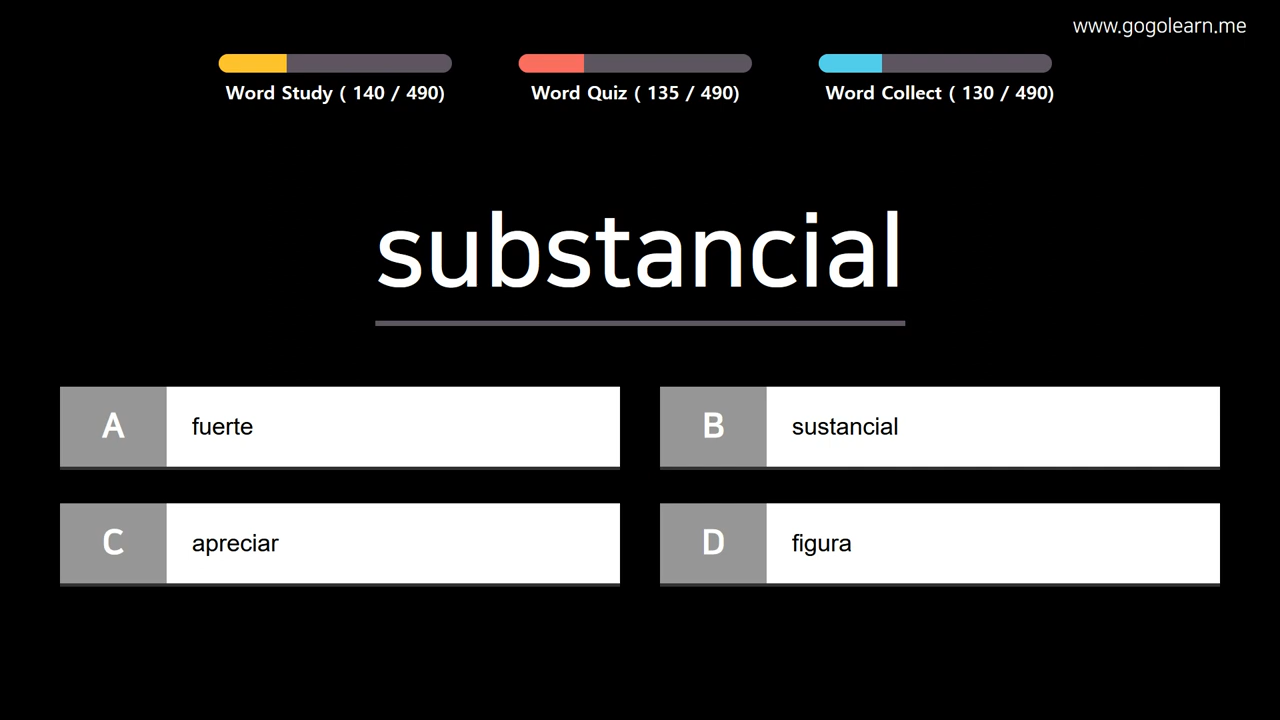 www.gogolearn.me
Word Study ( 140 / 490)
Word Quiz ( 135 / 490)
Word Collect ( 130 / 490)
substancial
A
fuerte
B
sustancial
C
apreciar
D
figura